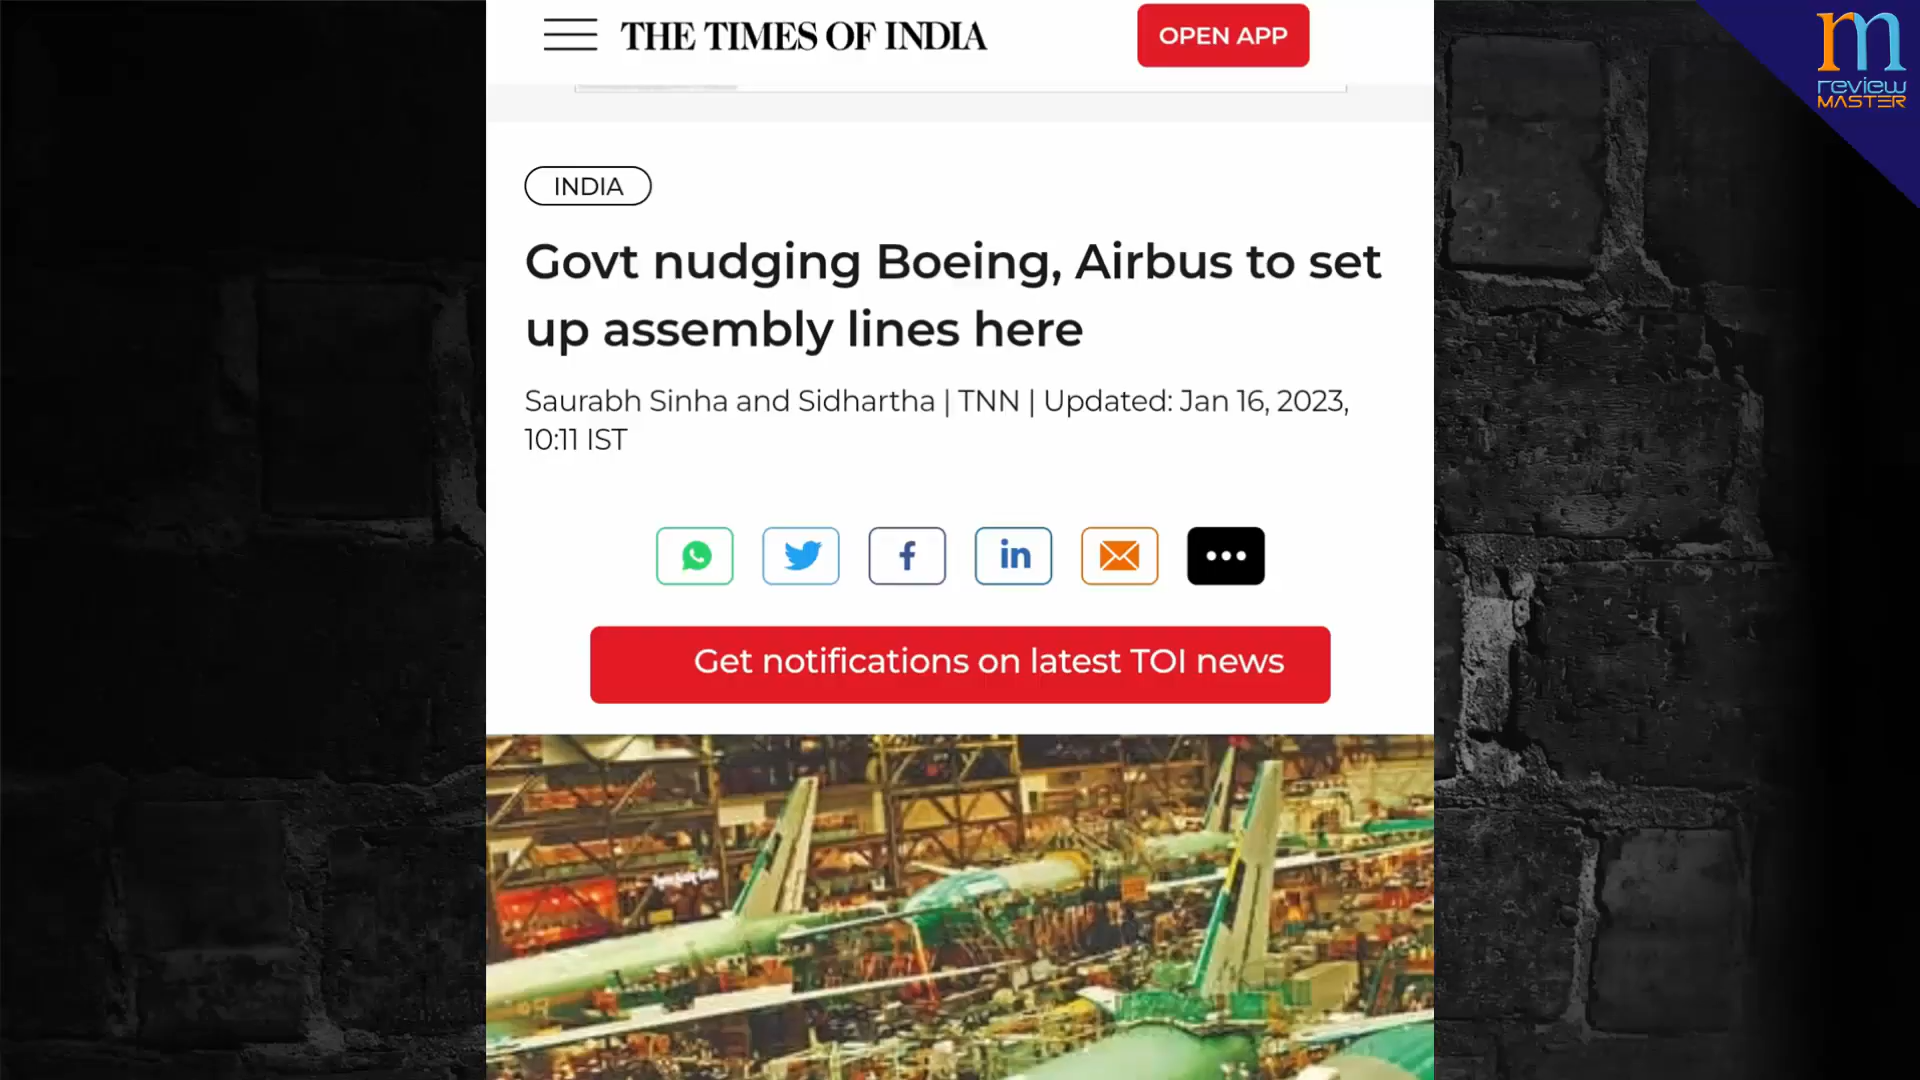 THE TIMES OF INDIA
OPEN APP
m
review
MASTER
INDIA
Govt nudging Boeing, Airbus to set
up assembly lines here
Saurabh Sinha and Sidhartha | TNN | Updated: Jan 16, 2023,
10:11 IST
Get notifications on latest TOI news